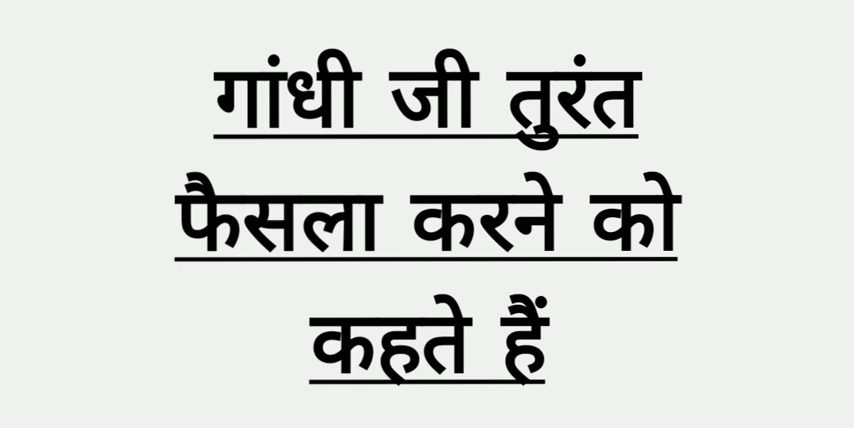 गांधी जी तुरंत
फैसला करने को
कहते हैं